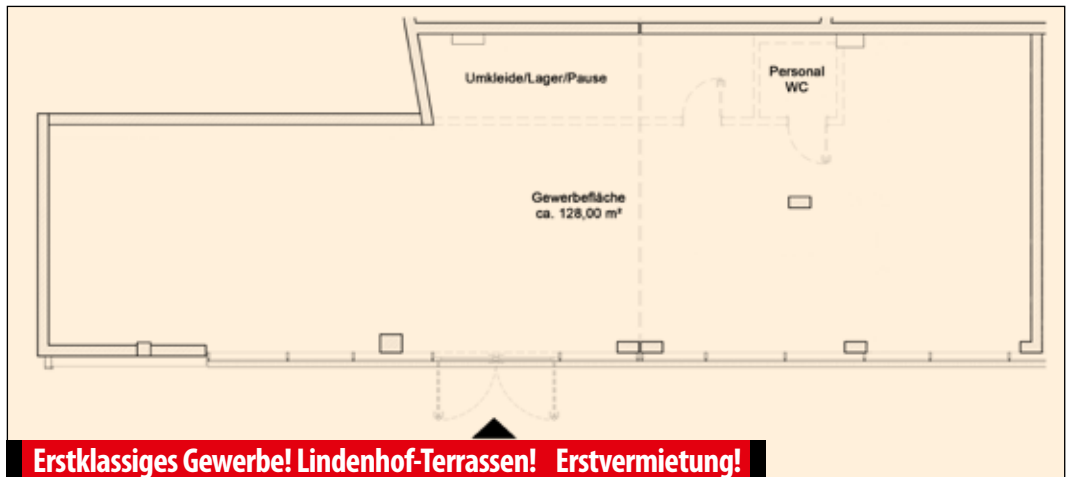 Umkleide/Lager/Pause
Personal
WC
Gewerbefläche
ca. 128,00 m²
Erstklassiges Gewerbe! Lindenhof-Terrassen! Erstvermietung!